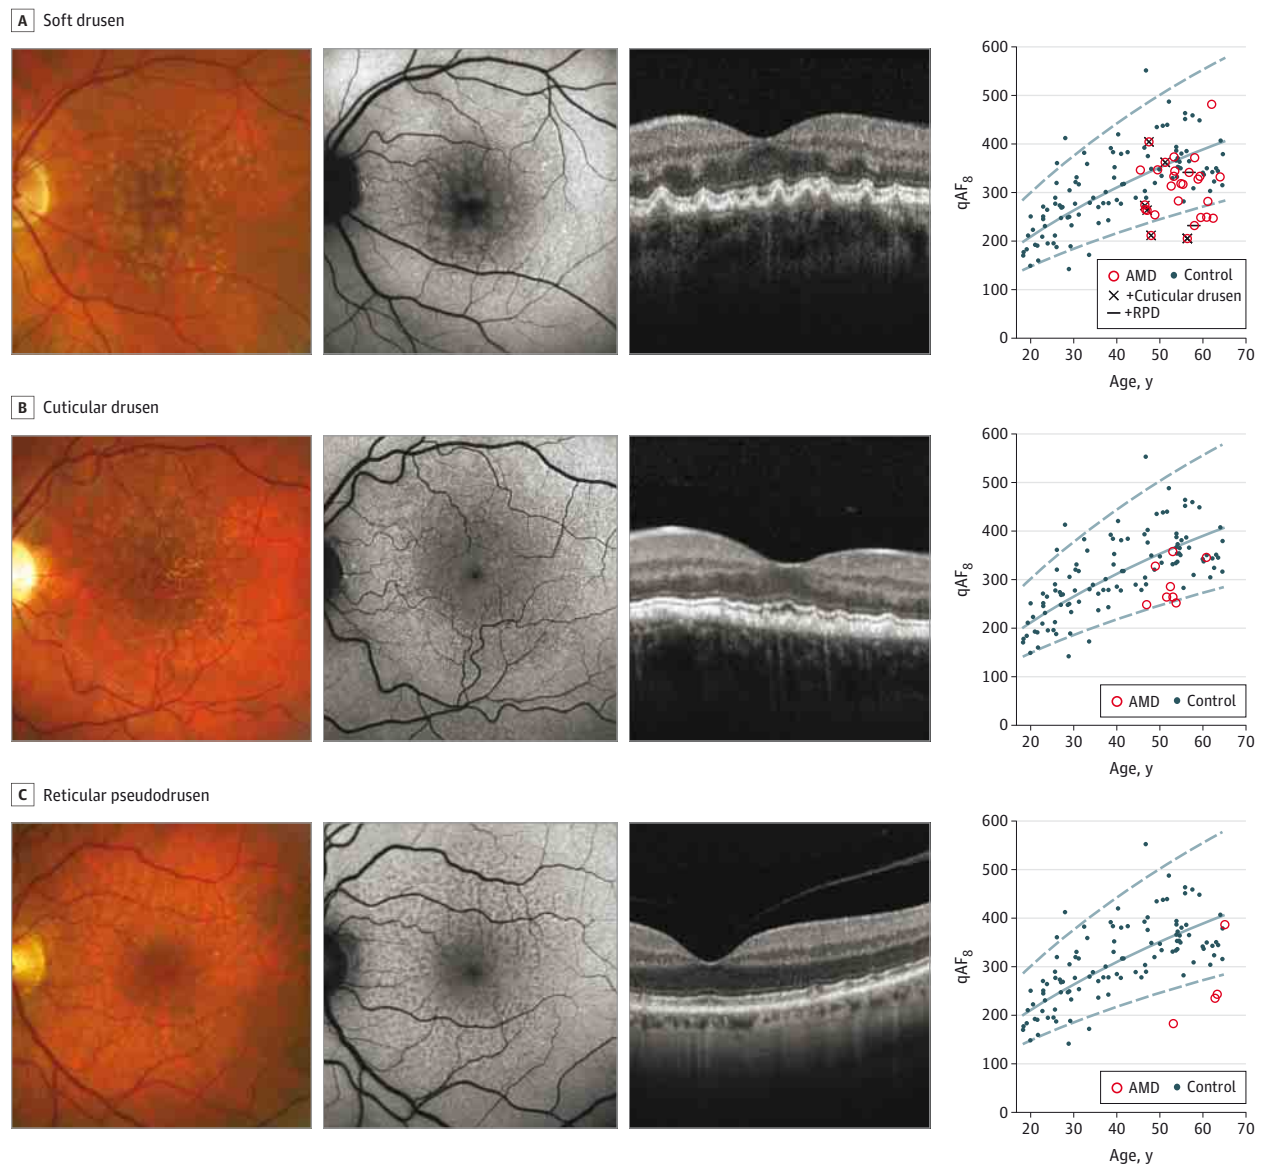 A Soft drusen
600
500
400
300
200
100
0
qAF8
20 30 40 50 60 70
Age, y
AMD Control
+Cuticular drusen
+RPD
B Cuticular drusen
600
500
400
300
200
100
0
qAF8
20 30 40 50 60 70
Age, y
AMD Control
C Reticular pseudodrusen
600
500
400
300
200
100
0
qAF8
20 30 40 50 60 70
Age, y
AMD Control